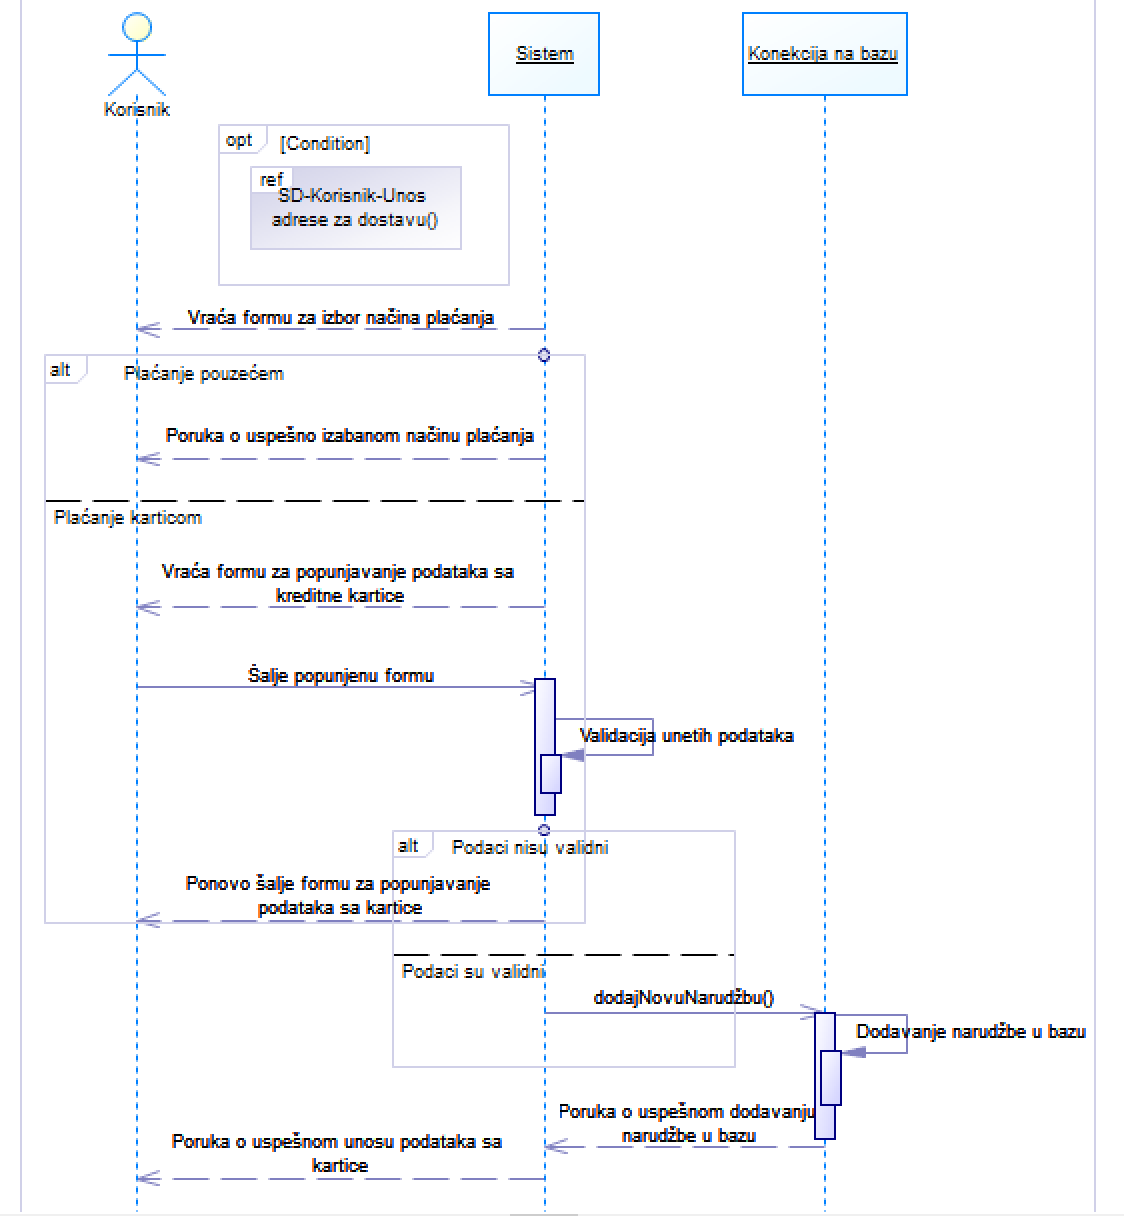 Korisnik
Sistem
Konekcija na bazu
opt
[Condition]
ref
SD-Korisnik-Unos
adrese za dostavu()
Vraća formu za izbor načina plaćanja
alt
Plaćanje pouzećem
Poruka o uspešno izabanom načinu plaćanja
Plaćanje karticom
Vraća formu za popunjavanje podataka sa
kreditne kartice
Šalje popunjenu formu
Validacija unetih podataka
alt
Podaci nisu validni
Ponovo šalje formu za popunjavanje
podataka sa kartice
Podaci su validni
dodajNovuNarudžbu()
Dodavanje narudžbe u bazu
Poruka o uspešnom dodavanju
narudžbe u bazu
Poruka o uspešnom unosu podataka sa
kartice